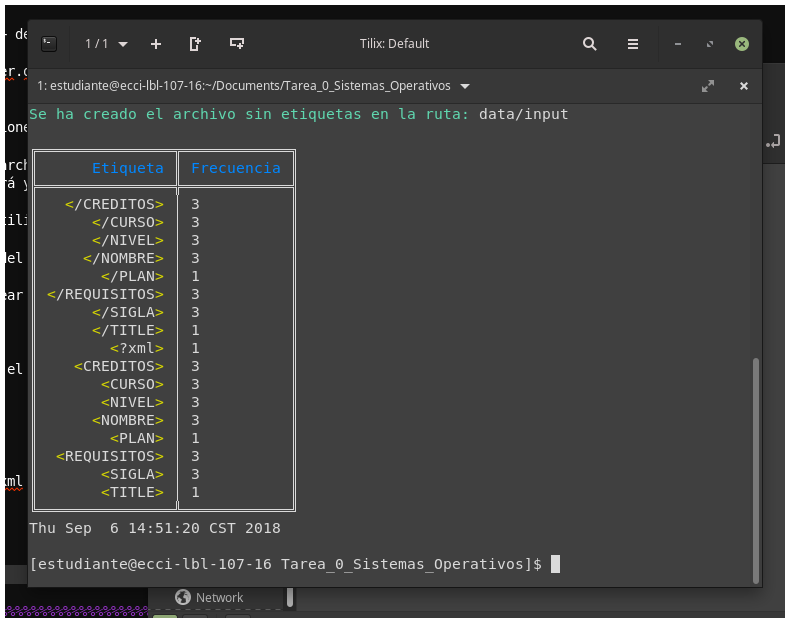 1 / 1
Tilix: Default
1: estudiante@ecci-lbl-107-16:~/Documents/Tarea_0_Sistemas_Operativos
Se ha creado el archivo sin etiquetas en la ruta: data/input
Etiqueta Frecuencia
</CREDITOS> 3
</CURSO> 3
</NIVEL> 3
</NOMBRE> 3
</PLAN> 1
</REQUISITOS> 3
</SIGLA> 3
</TITLE> 1
<?xml> 1
<CREDITOS> 3
<CURSO> 3
<NIVEL> 3
<NOMBRE> 3
<PLAN> 1
<REQUISITOS> 3
<SIGLA> 3
<TITLE> 1
Thu Sep  6 14:51:20 CST 2018
[estudiante@ecci-lbl-107-16 Tarea_0_Sistemas_Operativos]$
Network